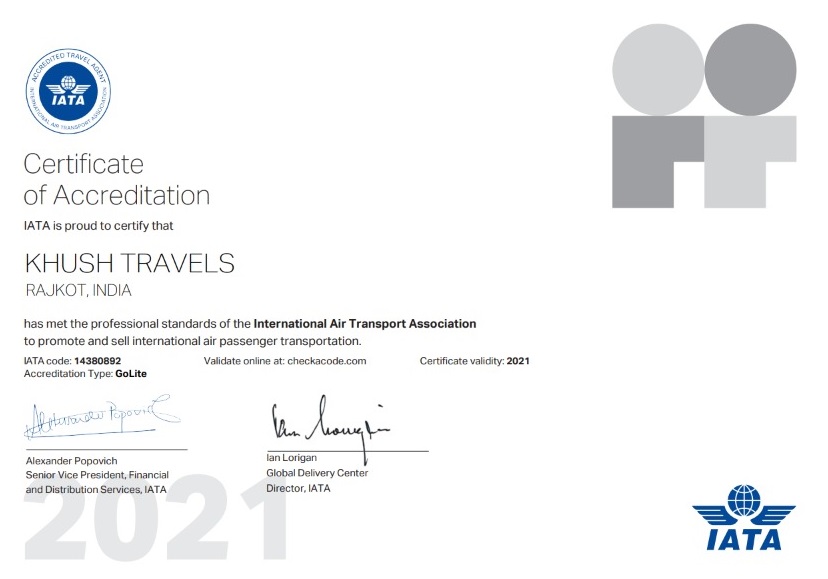 ACCREDITED TRAVEL AGENT
IATA
INTERNATIONAL AIR TRANSPORT ASSOCIATION
Certificate
of Accreditation
IATA is proud to certify that
KHUSH TRAVELS
RAJKOT, INDIA
has met the professional standards of the International Air Transport Association
to promote and sell international air passenger transportation.
IATA code: 14380892 Validate online at: checkacode.com Certificate validity: 2021
Accreditation Type: GoLite
Alexander Popovich
Senior Vice President, Financial
and Distribution Services, IATA
Ian Lorigan
Global Delivery Center
Director, IATA
2021
IATA